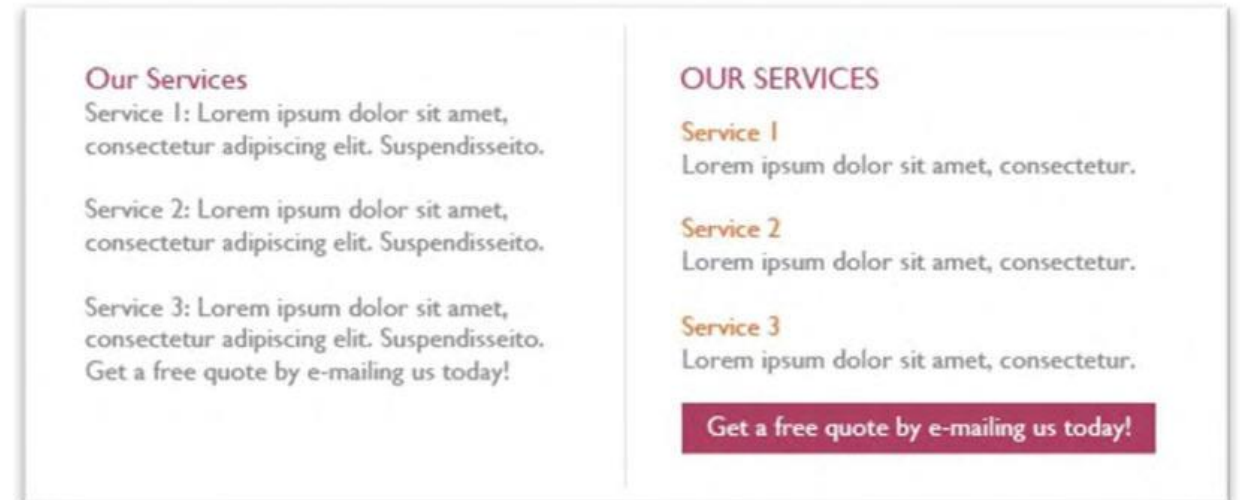 Our Services
Service 1: Lorem ipsum dolor sit amet,
consectetur adipiscing elit. Suspendisseito.
Service 2: Lorem ipsum dolor sit amet,
consectetur adipiscing elit. Suspendisseito.
Service 3: Lorem ipsum dolor sit amet,
consectetur adipiscing elit. Suspendisseito.
Get a free quote by e-mailing us today!
OUR SERVICES
Service 1
Lorem ipsum dolor sit amet, consectetur.
Service 2
Lorem ipsum dolor sit amet, consectetur.
Service 3
Lorem ipsum dolor sit amet, consectetur.
Get a free quote by e-mailing us today!